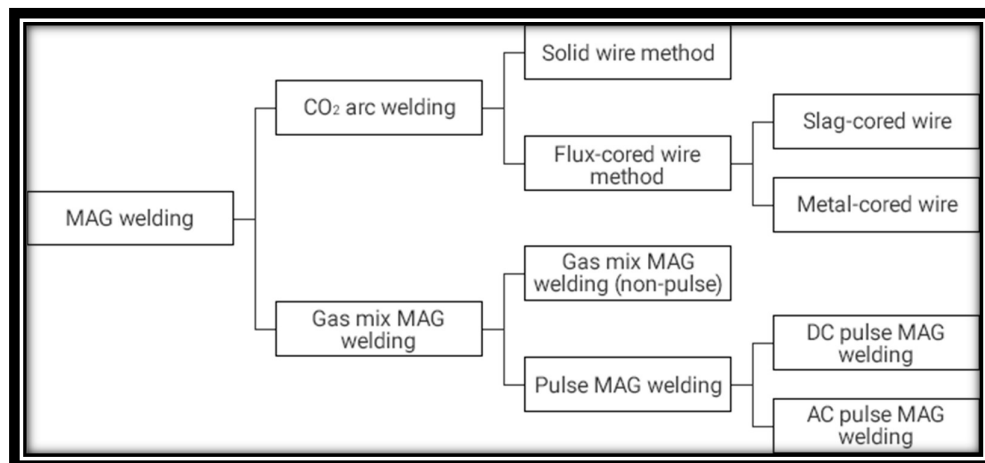 Solid wire method
CO₂ arc welding
Slag-cored wire
Flux-cored wire
method
Metal-cored wire
MAG welding
Gas mix MAG
welding (non-pulse)
Gas mix MAG
welding
DC pulse MAG
welding
Pulse MAG welding
AC pulse MAG
welding